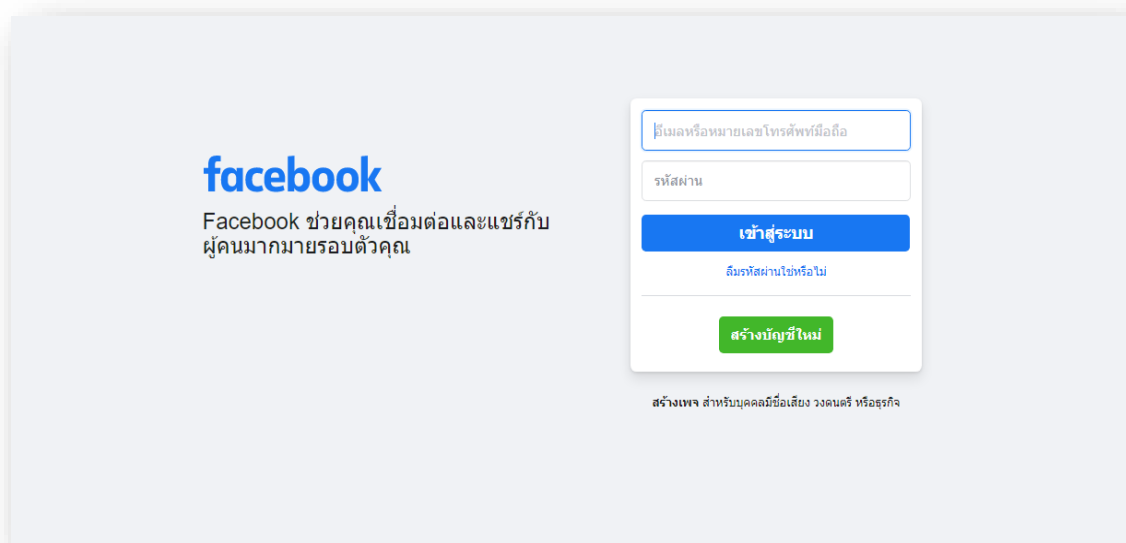 facebook
Facebook ช่วยคุณเชื่อมต่อและแชร์กับ
ผู้คนมากมายรอบตัวคุณ
อีเมลหรือหมายเลขโทรศัพท์มือถือ
รหัสผ่าน
เข้าสู่ระบบ
ลืมรหัสผ่านใช่หรือไม่
สร้างบัญชีใหม่
สร้างเพจ สำหรับบุคคลมีชื่อเสียง วงดนตรี หรือธุรกิจ